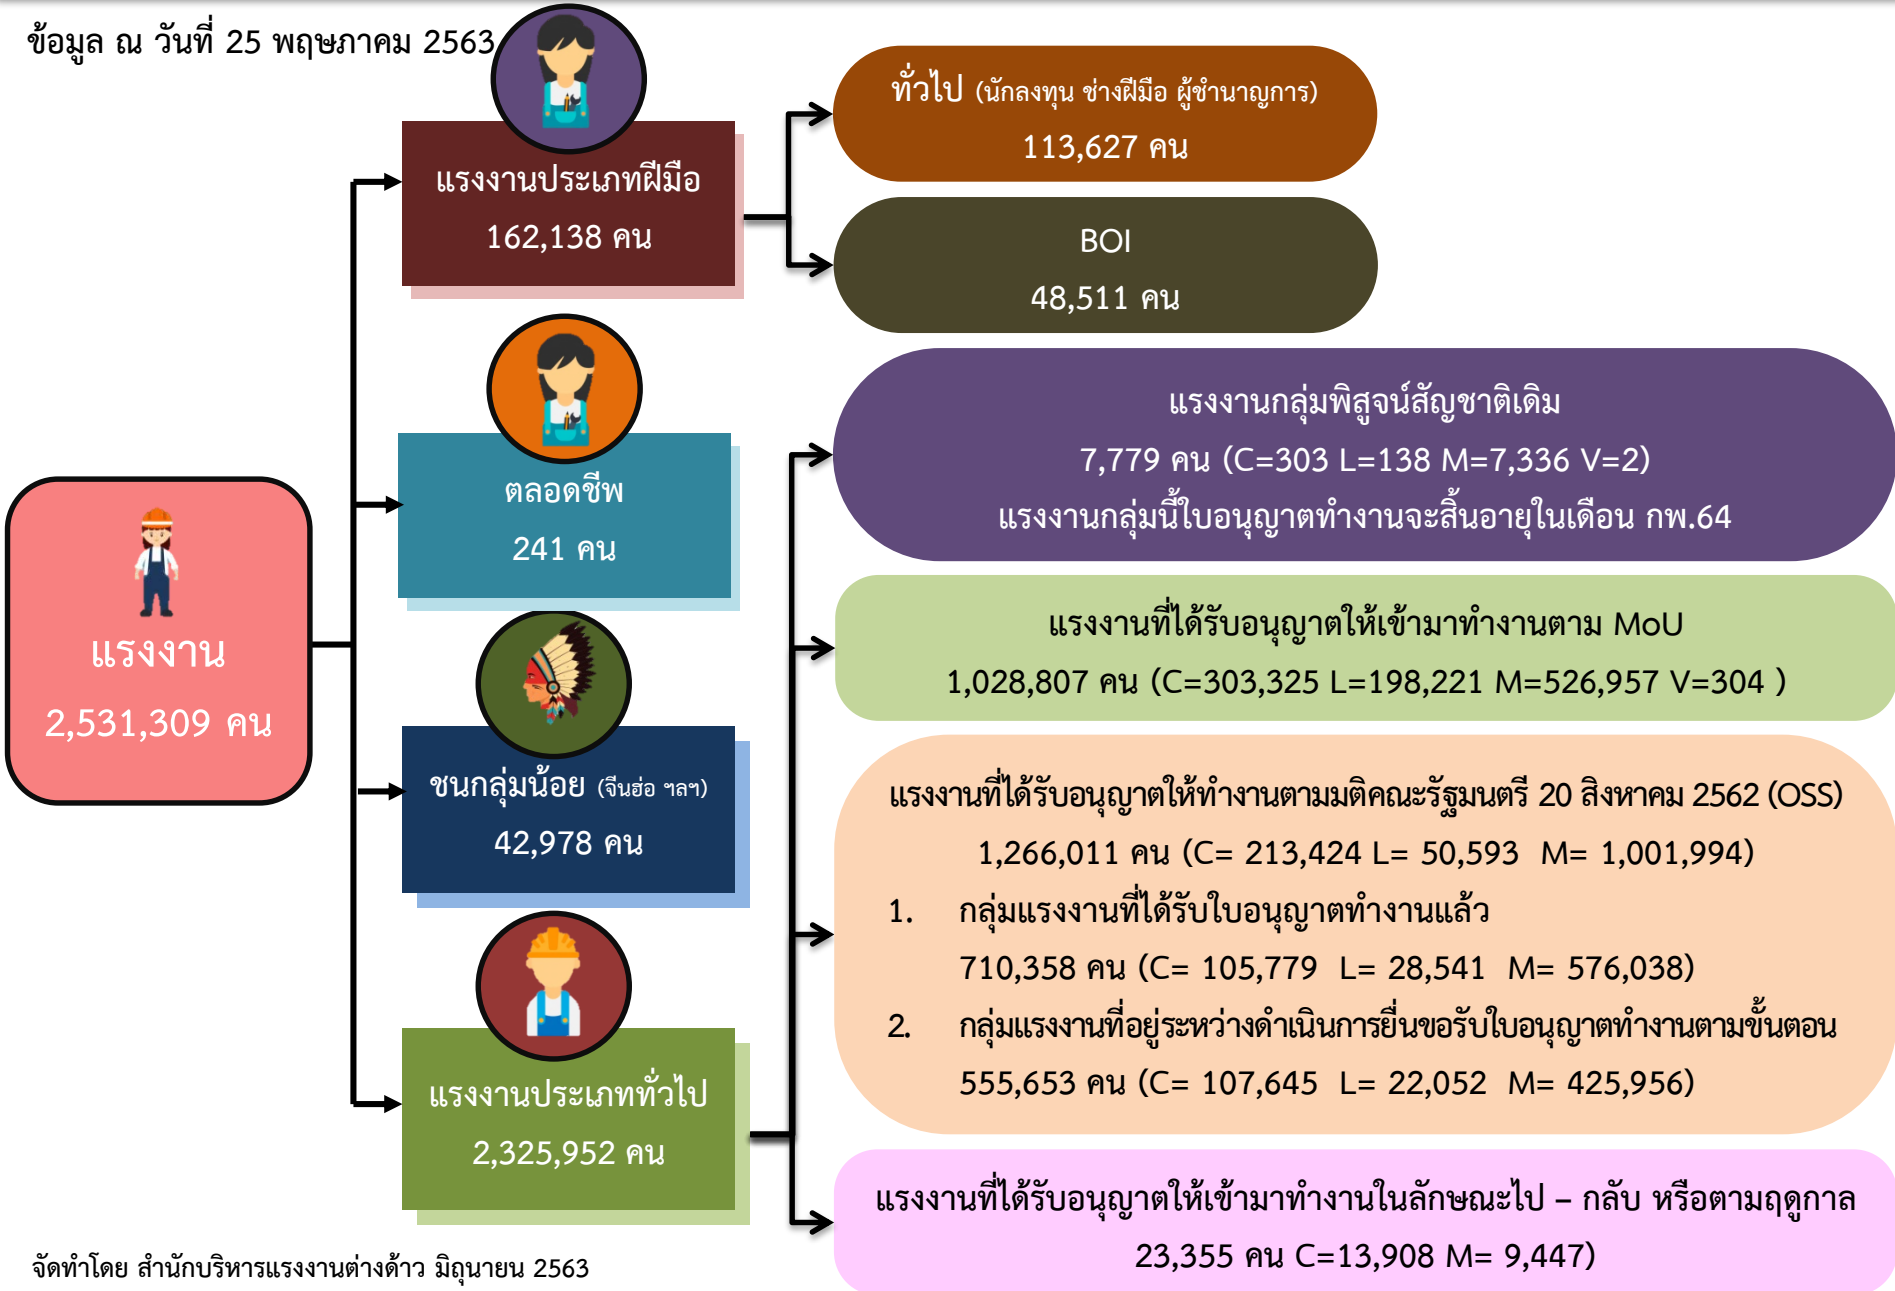 ข้อมูล ณ วันที่ 25 พฤษภาคม 2563
แรงงาน
2,531,309 คน
แรงงานประเภทฝีมือ
162,138 คน
ทั่วไป (นักลงทุน ช่างฝีมือ ผู้ชำนาญการ)
113,627 คน
BOI
48,511 คน
ตลอดชีพ
241 คน
ชนกลุ่มน้อย (จีนฮ่อ ฯลฯ)
42,978 คน
แรงงานประเภททั่วไป
2,325,952 คน
แรงงานกลุ่มพิสูจน์สัญชาติเดิม
7,779 คน (C=303 L=138 M=7,336 V=2)
แรงงานกลุ่มนี้ใบอนุญาตทำงานจะสิ้นอายุในเดือน กพ.64
แรงงานที่ได้รับอนุญาตให้เข้ามาทำงานตาม MoU
1,028,807 คน (C=303,325 L=198,221 M=526,957 V=304 )
แรงงานที่ได้รับอนุญาตให้ทำงานตามมติคณะรัฐมนตรี 20 สิงหาคม 2562 (OSS)
1,266,011 คน (C= 213,424 L= 50,593 M= 1,001,994)
1. กลุ่มแรงงานที่ได้รับใบอนุญาตทำงานแล้ว
710,358 คน (C= 105,779 L= 28,541 M= 576,038)
2. กลุ่มแรงงานที่อยู่ระหว่างดำเนินการยื่นขอรับใบอนุญาตทำงานตามขั้นตอน
555,653 คน (C= 107,645 L= 22,052 M= 425,956)
แรงงานที่ได้รับอนุญาตให้เข้ามาทำงานในลักษณะไป – กลับ หรือตามฤดูกาล
23,355 คน C=13,908 M= 9,447)
จัดทำโดย สำนักบริหารแรงงานต่างด้าว มิถุนายน 2563